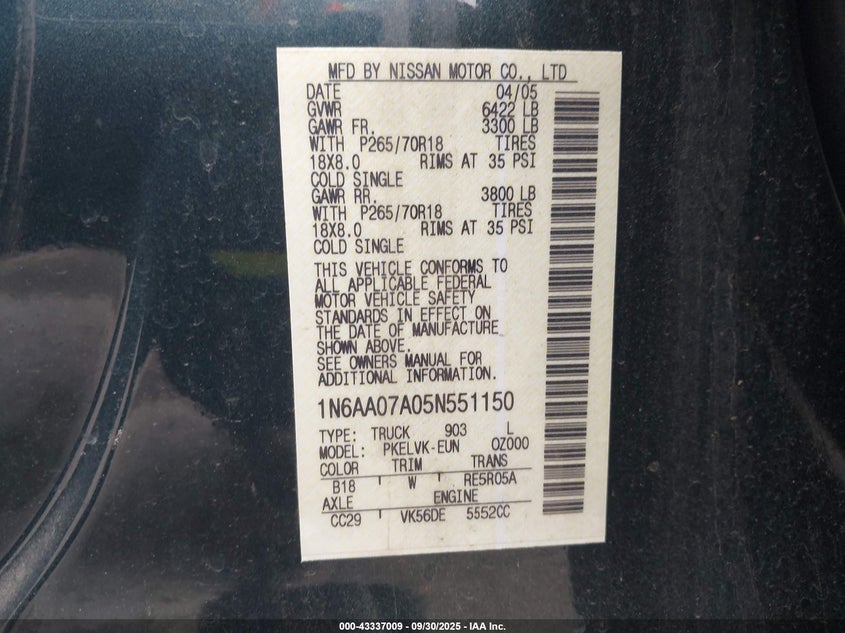 MFD BY NISSAN MOTOR CO., LTD
DATE 04/05
GVWR 6422 LB
GAWR FR. 3300 LB
WITH P265/70R18 TIRES
18X8.0 RIMS AT 35 PSI
COLD SINGLE
GAWR RR. 3800 LB
WITH P265/70R18 TIRES
18X8.0 RIMS AT 35 PSI
COLD SINGLE
THIS VEHICLE CONFORMS TO
ALL APPLICABLE FEDERAL
MOTOR VEHICLE SAFETY
STANDARDS IN EFFECT ON
THE DATE OF MANUFACTURE
SHOWN ABOVE.
SEE OWNERS MANUAL FOR
ADDITIONAL INFORMATION.
1N6AA07A05N551150
TYPE: TRUCK 903 L
MODEL: PKELVK-EUN OZ000
COLOR TRIM TRANS
B18 W RE5R05A
AXLE ENGINE
CC29 VK56DE 5552CC
000-43337009 - 09/30/2025 - IAA Inc.